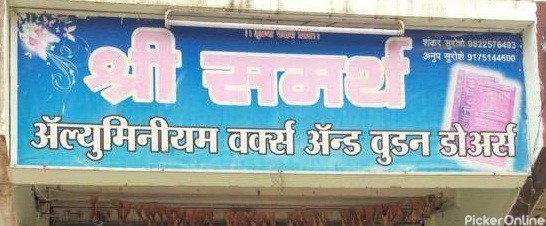 शंकर सुरोशे 9822576493
अनुप सुरोशे 9175144600
श्री समर्थ
ॲल्युमिनीयम वर्क्स ॲन्ड वुडन डोअर्स
PickerOnline